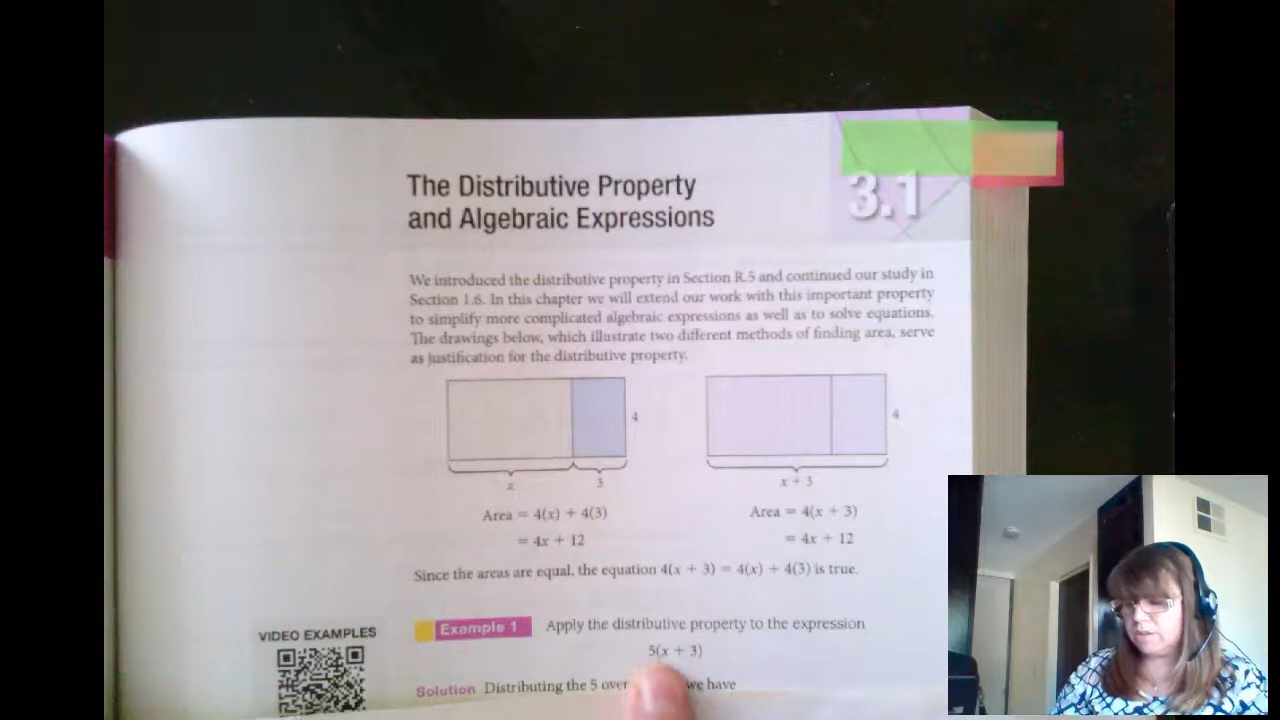 The Distributive Property
and Algebraic Expressions
3.1
We introduced the distributive property in Section R.5 and continued our study in
Section 1.6. In this chapter we will extend our work with this important property
to simplify more complicated algebraic expressions as well as to solve equations.
The drawings below, which illustrate two different methods of finding area, serve
as justification for the distributive property.
4
x
3
Area = 4(x) + 4(3)
= 4x + 12
4
x + 3
Area = 4(x + 3)
= 4x + 12
Since the areas are equal, the equation 4(x + 3) = 4(x) + 4(3) is true.
VIDEO EXAMPLES
Example 1 Apply the distributive property to the expression
5(x + 3)
Solution Distributing the 5 over we have